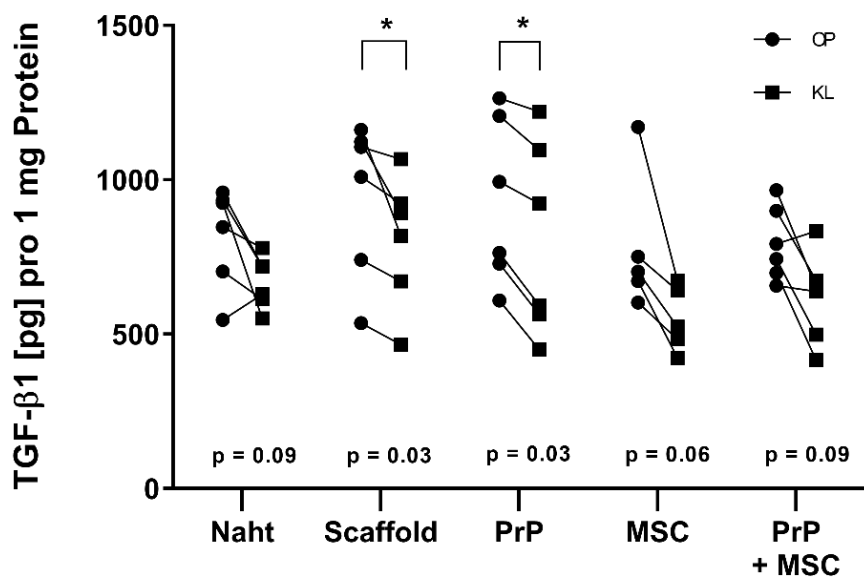 TGF-β1 [pg] pro 1 mg Protein
1500
1000
500
0
* *
OP
KL
p = 0.09 p = 0.03 p = 0.03 p = 0.06 p = 0.09
Naht Scaffold PrP MSC PrP
+ MSC